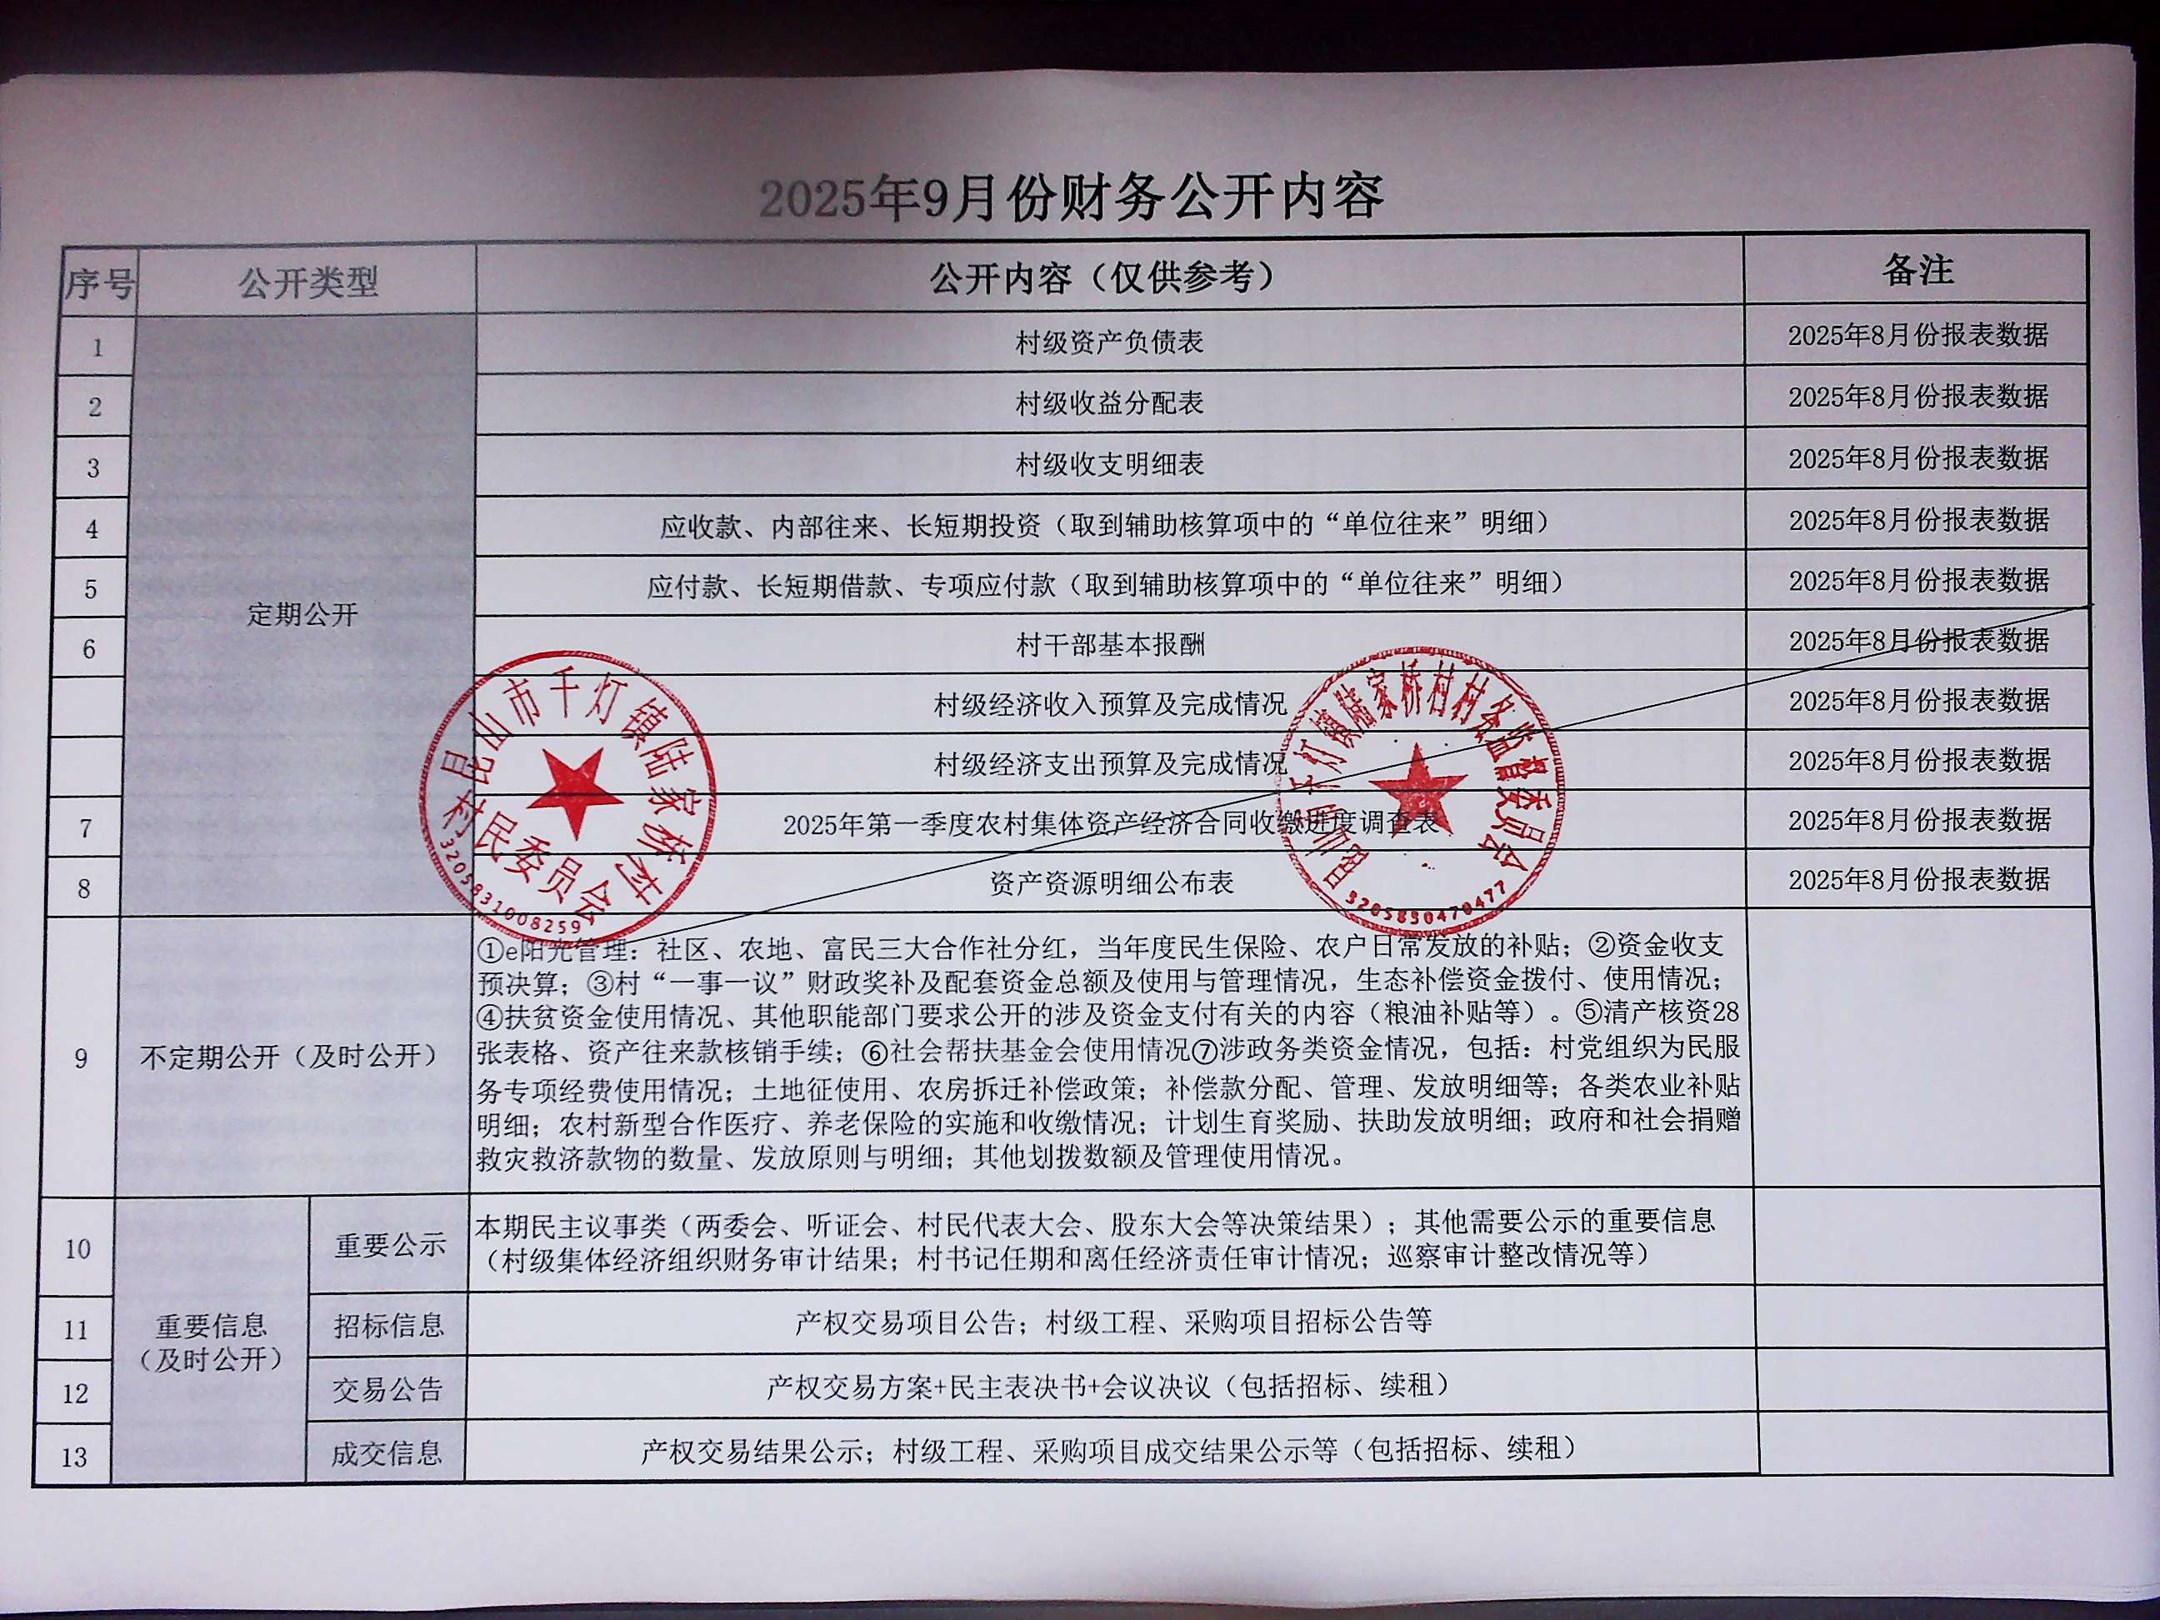 2025年9月份财务公开内容
序号 公开类型 公开内容（仅供参考） 备注
1 村级资产负债表 2025年8月份报表数据
2 村级收益分配表 2025年8月份报表数据
3 村级收支明细表 2025年8月份报表数据
4 应收款、内部往来、长短期投资（取到辅助核算项中的“单位往来”明细） 2025年8月份报表数据
5 应付款、长短期借款、专项应付款（取到辅助核算项中的“单位往来”明细） 2025年8月份报表数据
定期公开
6 村干部基本报酬 2025年8月份报表数据
村级经济收入预算及完成情况 2025年8月份报表数据
村级经济支出预算及完成情况 2025年8月份报表数据
7 2025年第一季度农村集体资产经济合同收缴进度调查表 2025年8月份报表数据
8 资产资源明细公布表 2025年8月份报表数据
昆山市千灯镇陆家桥村
村民委员会
3205831008259
昆山市千灯镇陆家桥村村务监督委员会
3205830470477
9 不定期公开（及时公开）
①e阳光管理：社区、农地、富民三大合作社分红，当年度民生保险、农户日常发放的补贴；②资金收支
预决算；③村“一事一议”财政奖补及配套资金总额及使用与管理情况，生态补偿资金拨付、使用情况；
④扶贫资金使用情况、其他职能部门要求公开的涉及资金支付有关的内容（粮油补贴等）。⑤清产核资28
张表格、资产往来款核销手续；⑥社会帮扶基金会使用情况⑦涉政务类资金情况，包括：村党组织为民服
务专项经费使用情况；土地征使用、农房拆迁补偿政策；补偿款分配、管理、发放明细等；各类农业补贴
明细；农村新型合作医疗、养老保险的实施和收缴情况；计划生育奖励、扶助发放明细；政府和社会捐赠
救灾救济款物的数量、发放原则与明细；其他划拨数额及管理使用情况。
重要信息
（及时公开）
10 重要公示
本期民主议事类（两委会、听证会、村民代表大会、股东大会等决策结果）；其他需要公示的重要信息
（村级集体经济组织财务审计结果；村书记任期和离任经济责任审计情况；巡察审计整改情况等）
11 招标信息 产权交易项目公告；村级工程、采购项目招标公告等
12 交易公告 产权交易方案+民主表决书+会议决议（包括招标、续租）
13 成交信息 产权交易结果公示；村级工程、采购项目成交结果公示等（包括招标、续租）